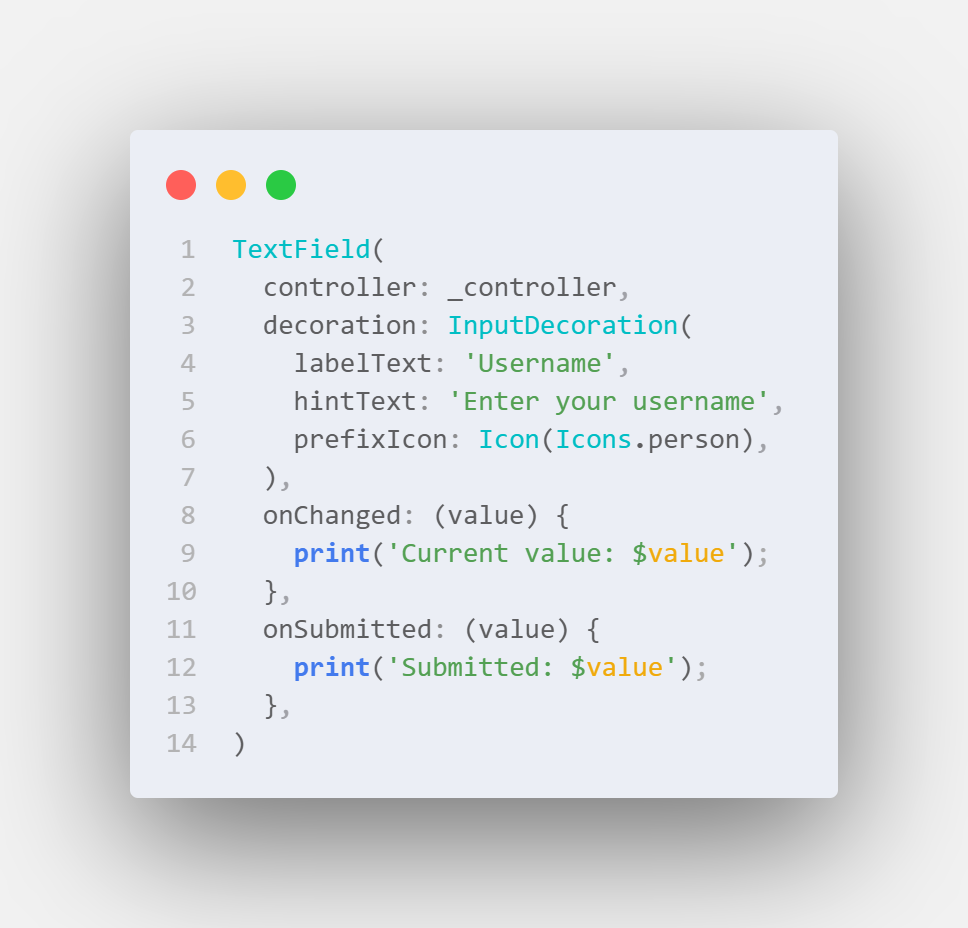 1 TextField(
2   controller: _controller,
3   decoration: InputDecoration(
4     labelText: 'Username',
5     hintText: 'Enter your username',
6     prefixIcon: Icon(Icons.person),
7   ),
8   onChanged: (value) {
9     print('Current value: $value');
10   },
11   onSubmitted: (value) {
12     print('Submitted: $value');
13   },
14 )